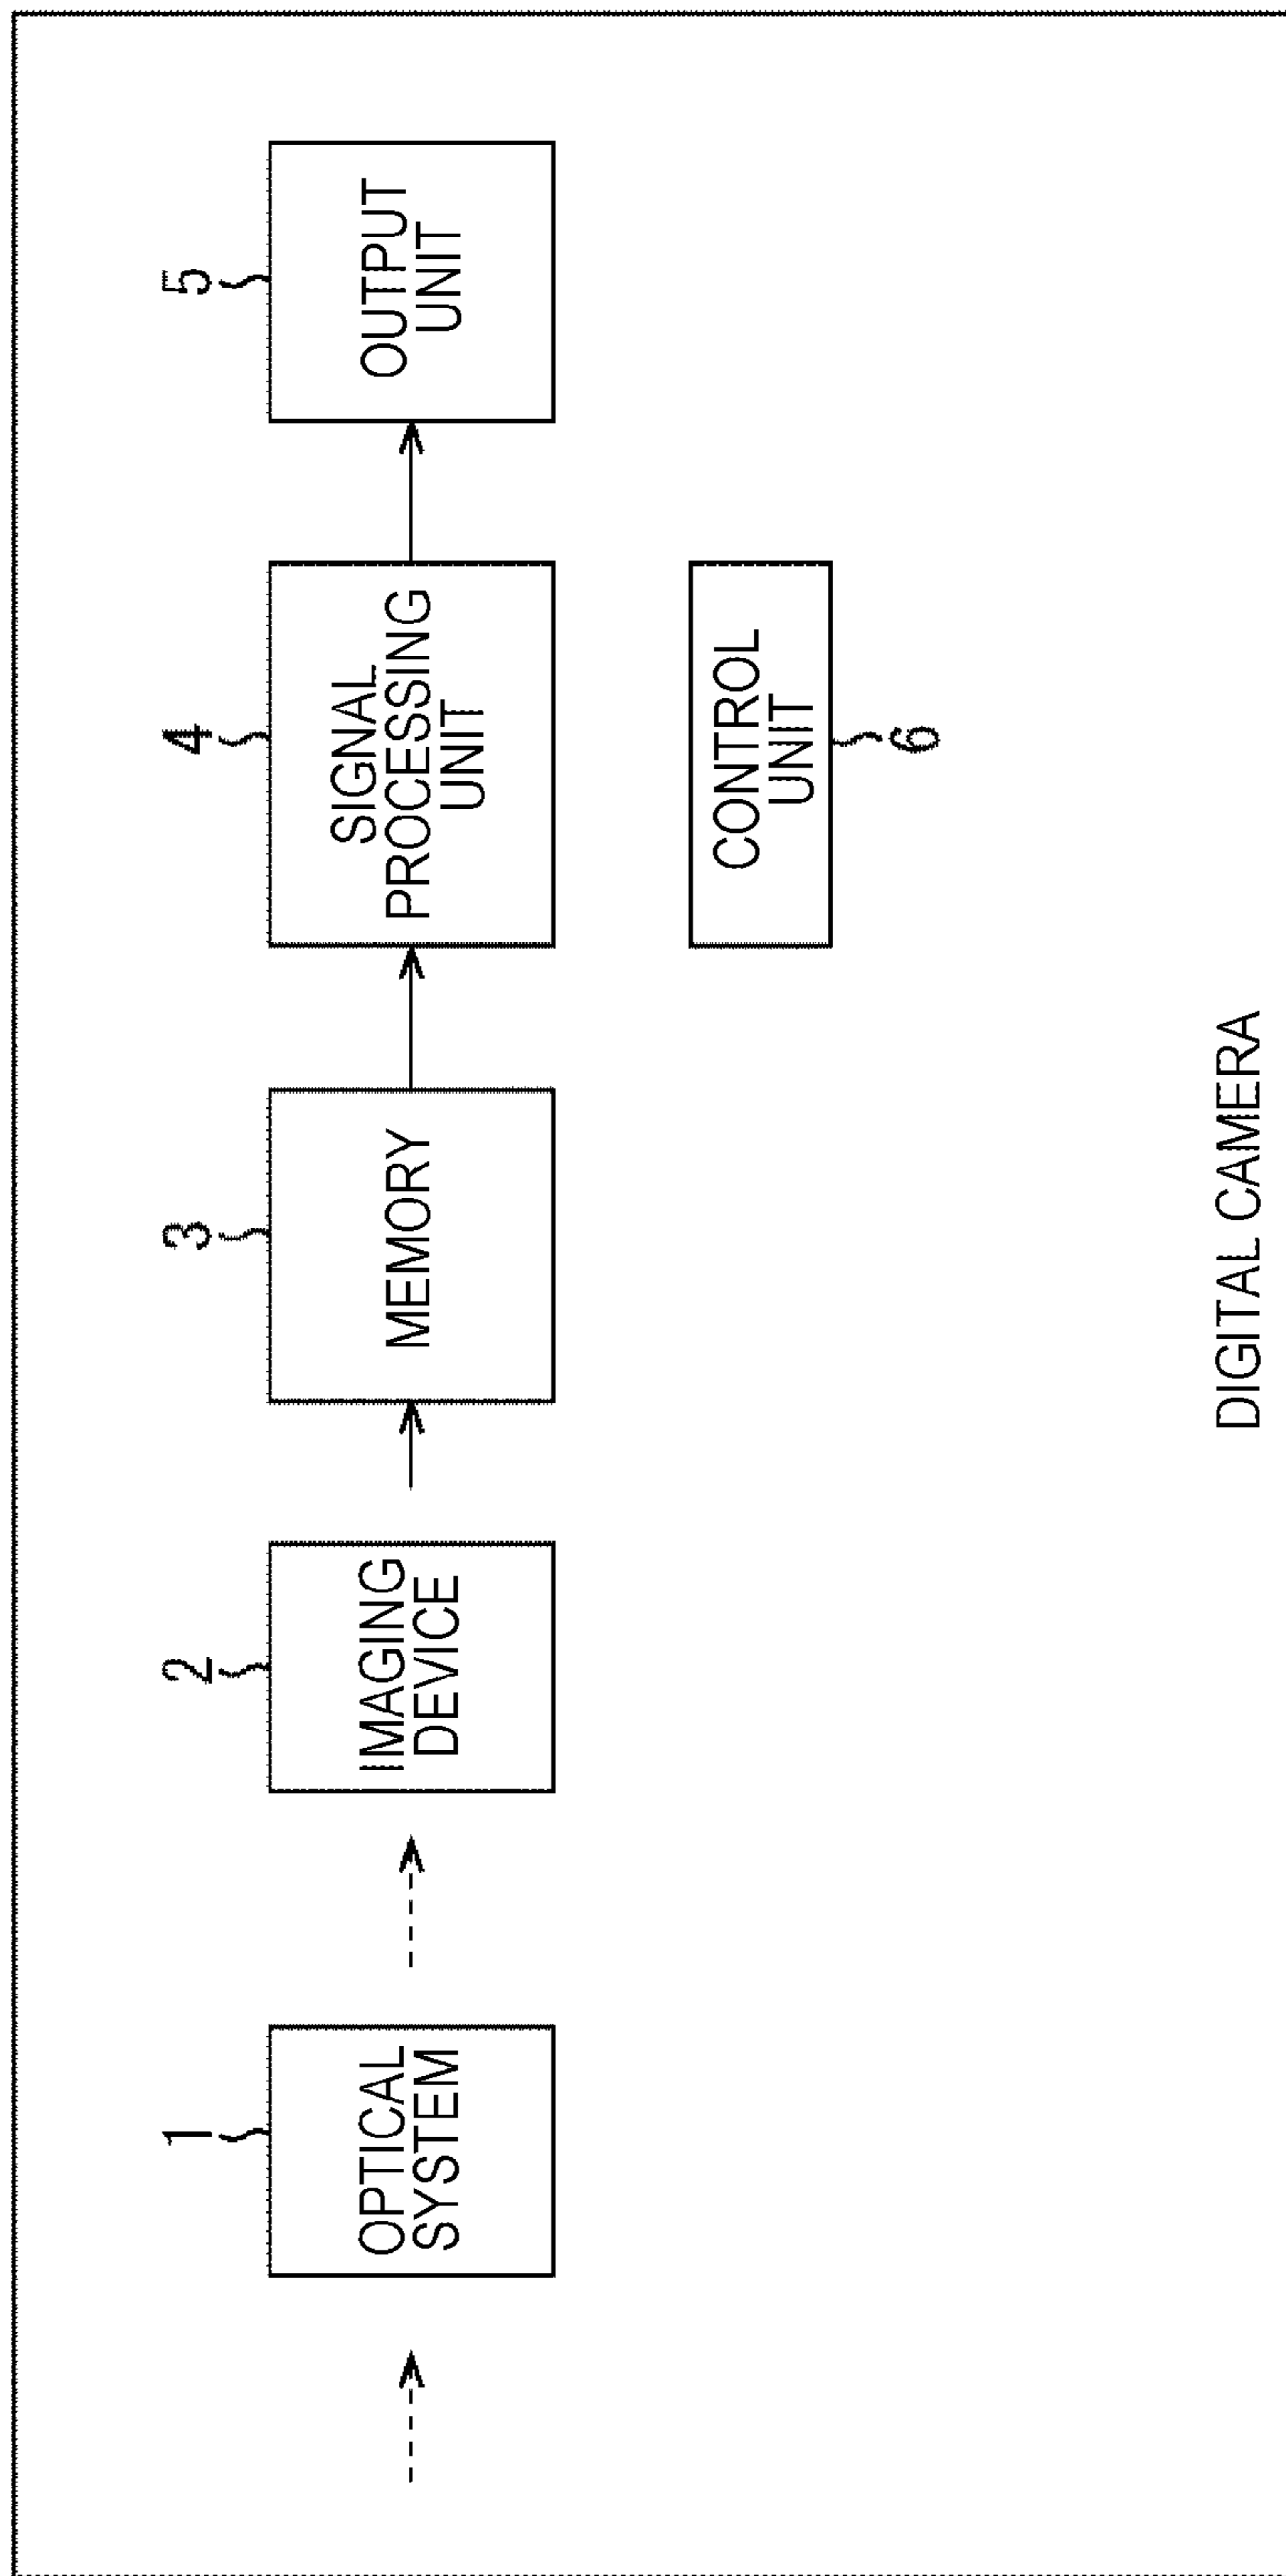 1
OPTICAL
SYSTEM
2
IMAGING
DEVICE
3
MEMORY
4
SIGNAL
PROCESSING
UNIT
5
OUTPUT
UNIT
CONTROL
UNIT
6
DIGITAL CAMERA